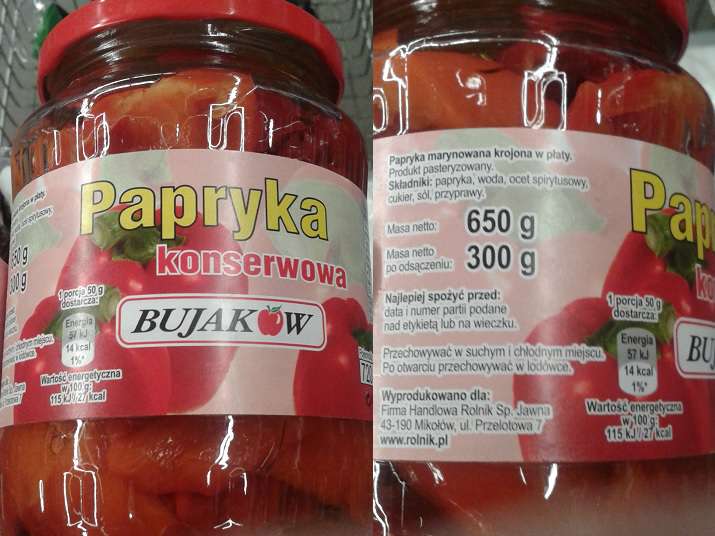 Papryka
konserwowa
BUJAKÓW
1 porcja 50 g
dostarcza:
Energia
57 kJ
14 kcal
1%*
Wartość energetyczna
w 100 g:
115 kJ / 27 kcal
Papryka marynowana krojona w płaty.
Produkt pasteryzowany.
Składniki: papryka, woda, ocet spirytusowy,
cukier, sól, przyprawy.
Masa netto: 650 g
Masa netto
po odsączeniu: 300 g
Najlepiej spożyć przed:
data i numer partii podane
nad etykietą lub na wieczku.
Przechowywać w suchym i chłodnym miejscu.
Po otwarciu przechowywać w lodówce.
Wyprodukowano dla:
Firma Handlowa Rolnik Sp. Jawna
43-190 Mikołów, ul. Przelotowa 7
www.rolnik.pl
1 porcja 50 g
dostarcza:
Energia
57 kJ
14 kcal
1%*
Wartość energetyczna
w 100 g:
115 kJ / 27 kcal
Pap
BU